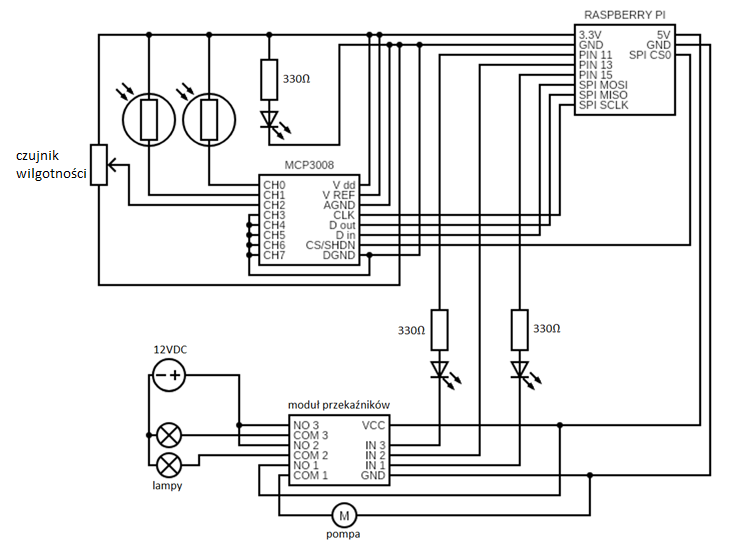 RASPBERRY PI
3.3V 5V
GND GND
PIN 11 SPI CS0
PIN 13
PIN 15
SPI MOSI
SPI MISO
SPI SCLK
330Ω
czujnik
wilgotności
MCP3008
CH0 V dd
CH1 V REF
CH2 AGND
CH3 CLK
CH4 D out
CH5 D in
CH6 CS/SHDN
CH7 DGND
330Ω
330Ω
12VDC
- +
moduł przekaźników
NO 3 VCC
COM 3
NO 2 IN 3
COM 2 IN 2
NO 1 IN 1
COM 1 GND
lampy
M
pompa